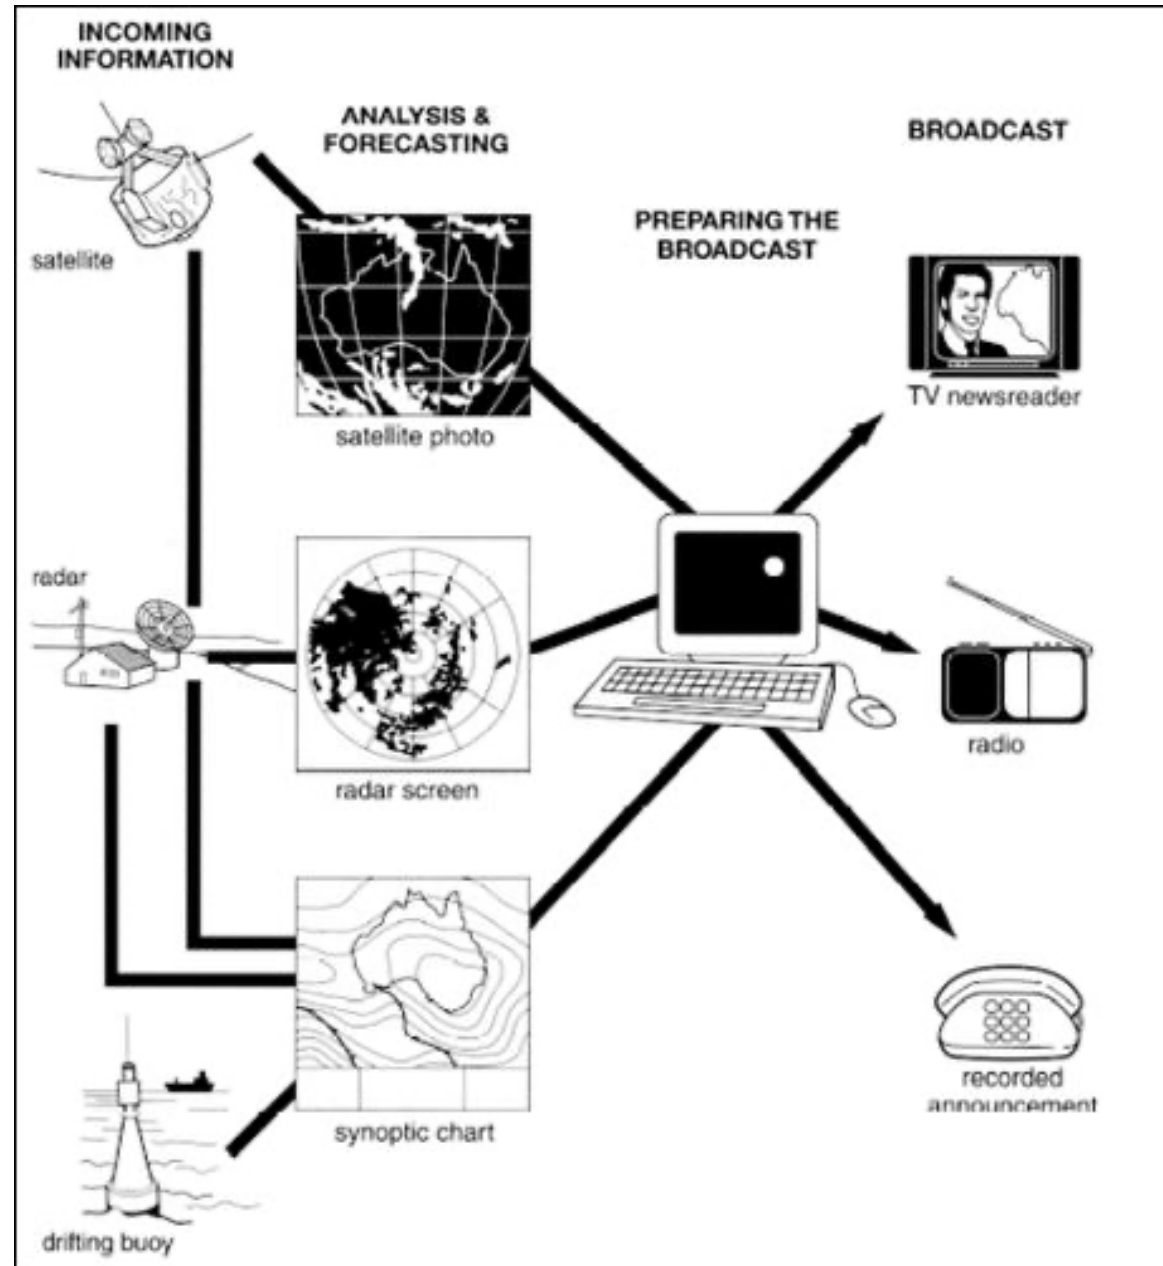 INCOMING
INFORMATION
ANALYSIS &
FORECASTING
BROADCAST
PREPARING THE
BROADCAST
satellite
TV newsreader
satellite photo
radar
radio
radar screen
recorded
announcement
synoptic chart
drifting buoy